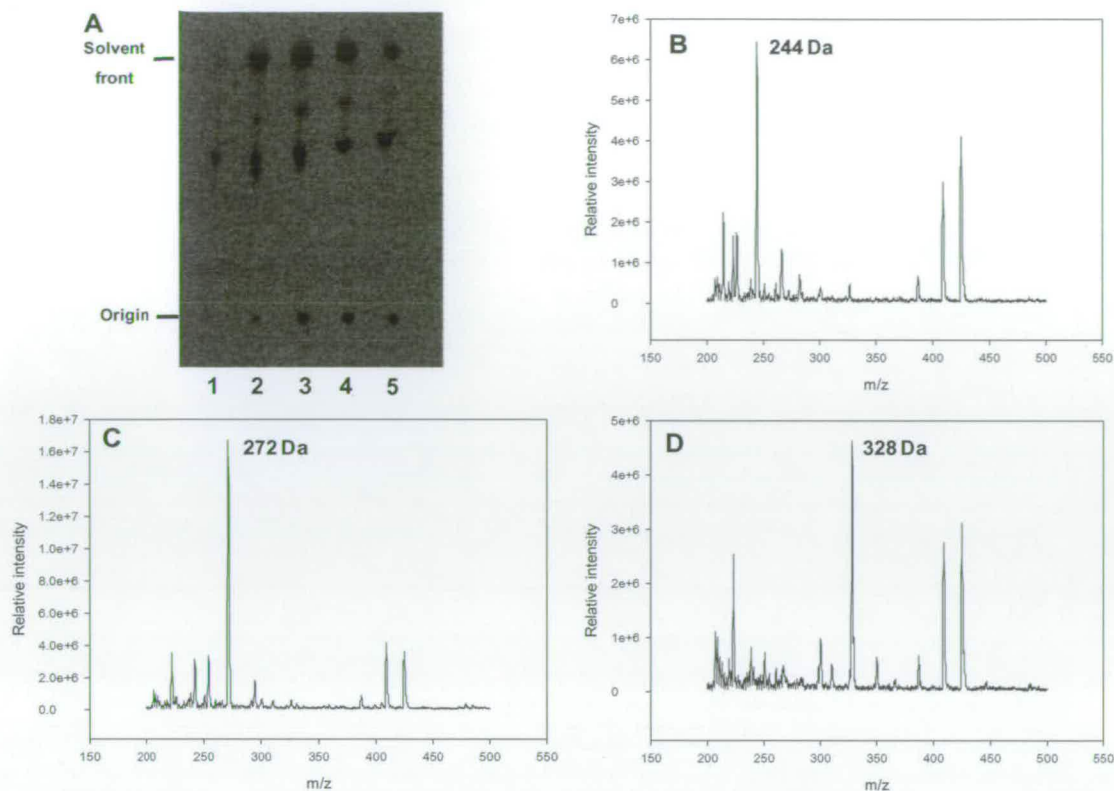 A
Solvent
front
Origin
1 2 3 4 5
B
244 Da
Relative intensity
7e+6
6e+6
5e+6
4e+6
3e+6
2e+6
1e+6
0
150 200 250 300 350 400 450 500 550
m/z
C
272 Da
Relative intensity
1.8e+7
1.6e+7
1.4e+7
1.2e+7
1.0e+7
8.0e+6
6.0e+6
4.0e+6
2.0e+6
0.0
150 200 250 300 350 400 450 500 550
m/z
D
328 Da
Relative intensity
5e+6
4e+6
3e+6
2e+6
1e+6
0
150 200 250 300 350 400 450 500 550
m/z